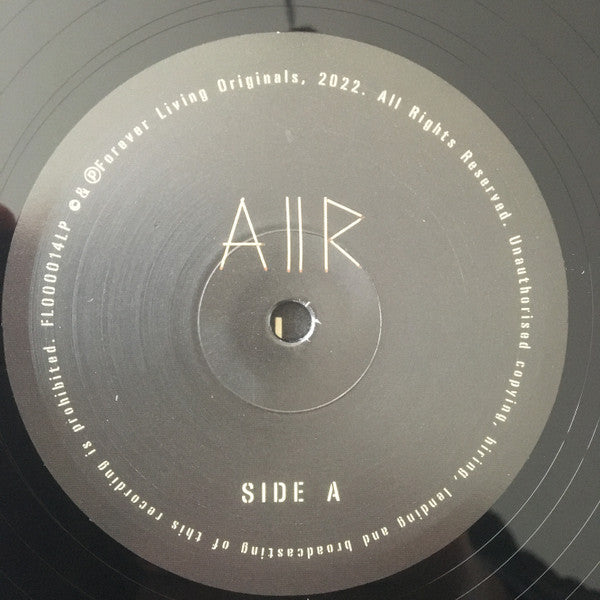 AIIR
SIDE A
FLO00014LP ©&℗Forever Living Originals, 2022. All Rights Reserved. Unauthorised copying, hiring, lending and broadcasting of this recording is prohibited.